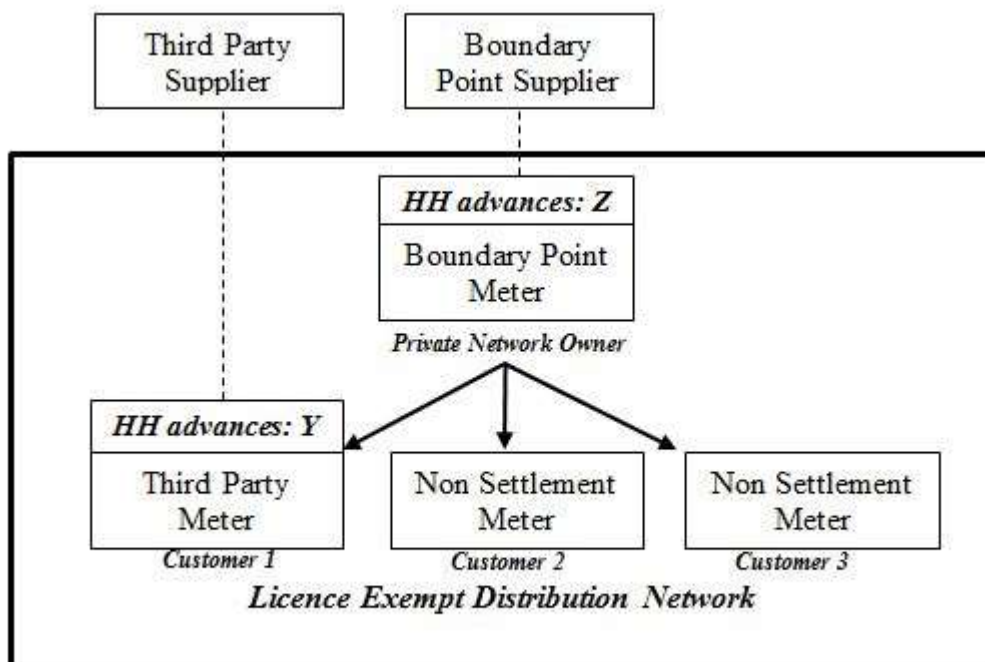 Third Party
Supplier
Boundary
Point Supplier
HH advances: Z
Boundary Point
Meter
Private Network Owner
HH advances: Y
Third Party
Meter
Customer 1
Non Settlement
Meter
Customer 2
Non Settlement
Meter
Customer 3
Licence Exempt Distribution Network